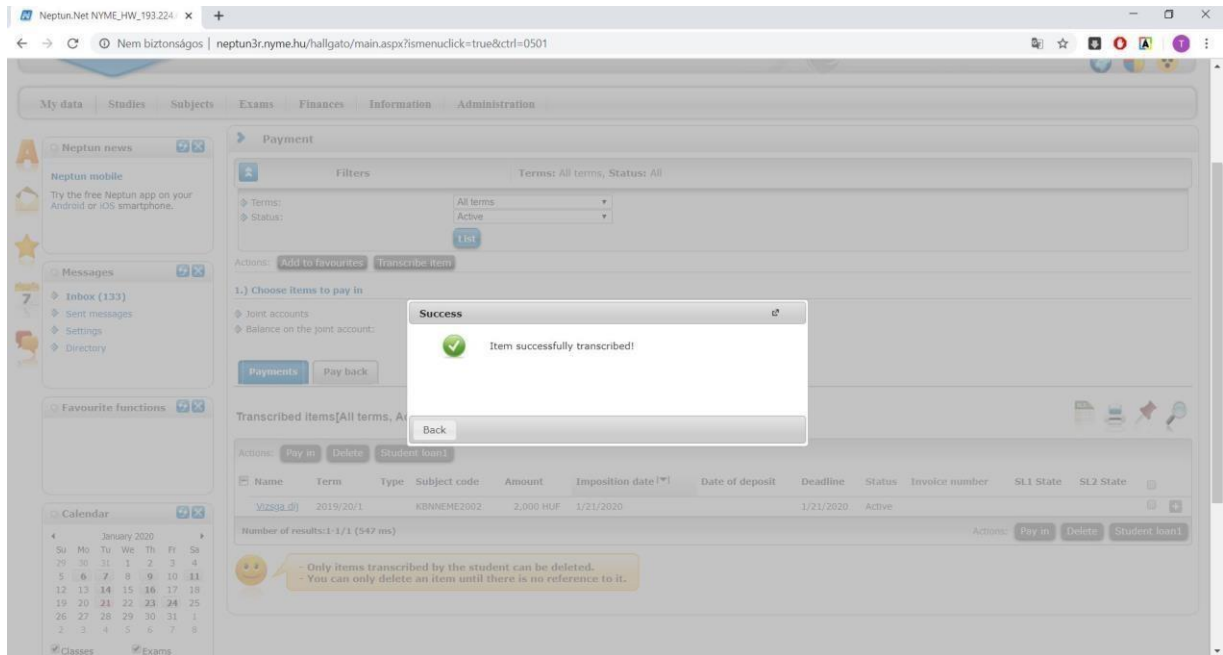 Neptun.Net NYME_HW_193.224.
Nem biztonságos | neptun3r.nyme.hu/hallgato/main.aspx?ismenuclick=true&ctrl=0501
T
My data Studies Subjects Exams Finances Information Administration
Neptun news
Neptun mobile
Try the free Neptun app on your
Android or iOS smartphone.
Messages
Inbox (133)
Sent messages
Settings
Directory
Favourite functions
Calendar
January 2020
Su Mo Tu We Th Fr Sa
29 30 31 1 2 3 4
5 6 7 8 9 10 11
12 13 14 15 16 17 18
19 20 21 22 23 24 25
26 27 28 29 30 31 1
2 3 4 5 6 7 8
Classes Exams
7
Payment
Filters Terms: All terms, Status: All
Terms: All terms
Status: Active
List
Actions: Add to favourites Transcribe item
1.) Choose items to pay in
Joint accounts
Balance on the joint account:
Payments Pay back
Success
Item successfully transcribed!
Back
Transcribed items[All terms,
Actions: Pay in Delete Student loan1
Name Term Type Subject code Amount Imposition date Date of deposit Deadline Status Invoice number SL1 State SL2 State
Vizsga díj 2019/20/1 KBNNEME2002 2,000 HUF 1/21/2020 1/21/2020 Active
Number of results:1-1/1 (547 ms) Actions: Pay in Delete Student loan1
- Only items transcribed by the student can be deleted.
- You can only delete an item until there is no reference to it.